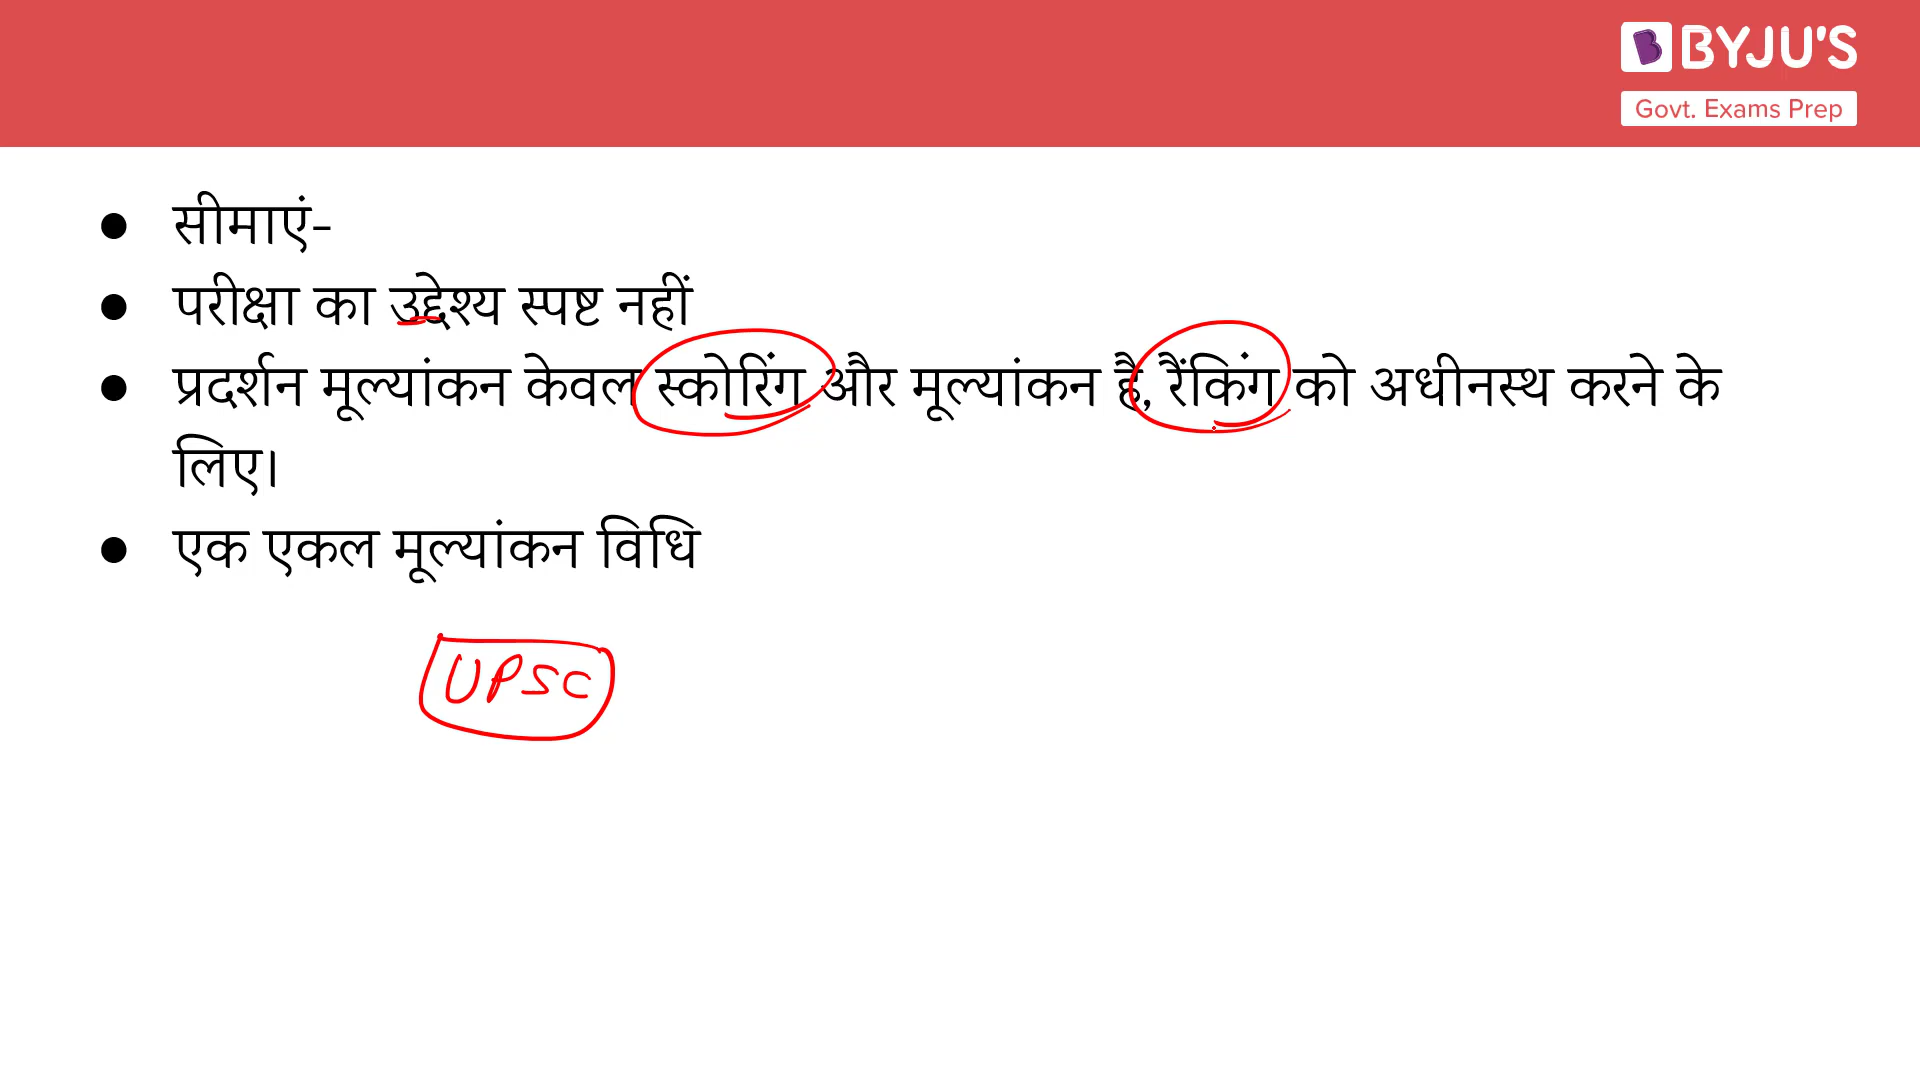 BYJU'S
Govt. Exams Prep
● सीमाएं-
● परीक्षा का उद्देश्य स्पष्ट नहीं
● प्रदर्शन मूल्यांकन केवल स्कोरिंग और मूल्यांकन है, रैंकिंग को अधीनस्थ करने के
लिए।
● एक एकल मूल्यांकन विधि
UPSC